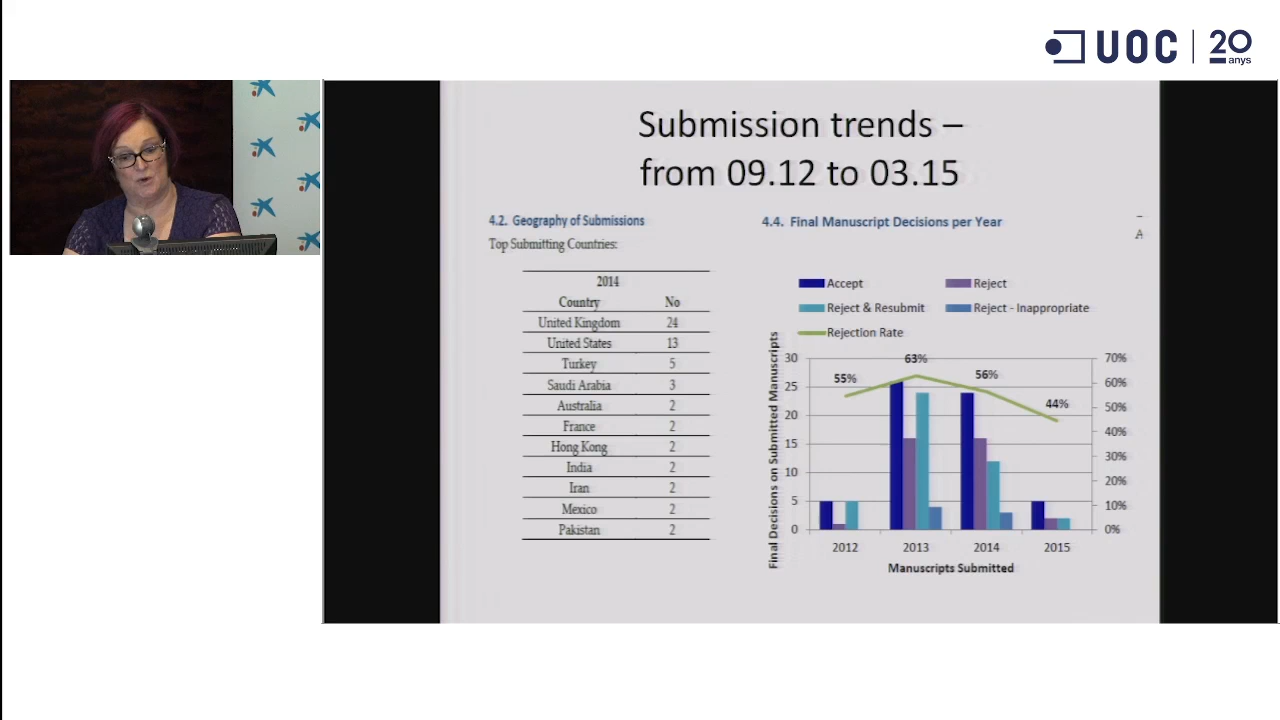 UOC
20
anys
Submission trends –
from 09.12 to 03.15
4.2. Geography of Submissions
Top Submitting Countries:
2014
Country No
United Kingdom 24
United States 13
Turkey 5
Saudi Arabia 3
Australia 2
France 2
Hong Kong 2
India 2
Iran 2
Mexico 2
Pakistan 2
4.4. Final Manuscript Decisions per Year
A
Accept Reject
Reject & Resubmit Reject - Inappropriate
Rejection Rate
Final Decisions on Submitted Manuscripts
30 70%
25 60%
20 50%
15 40%
10 30%
5 20%
0 10%
0%
55% 63% 56% 44%
2012 2013 2014 2015
Manuscripts Submitted